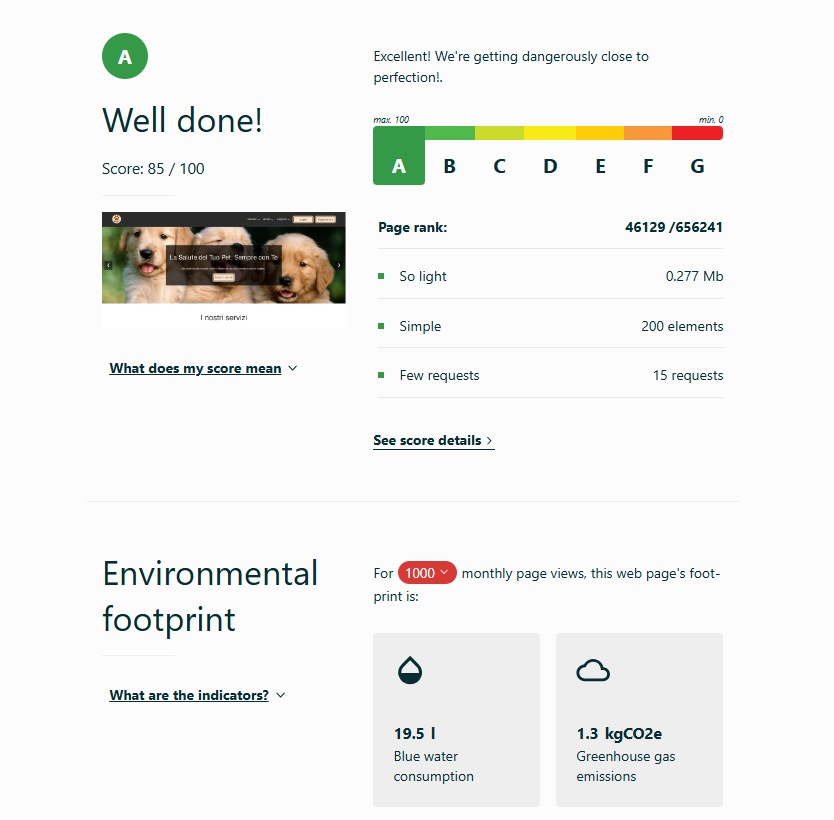 A
Well done!
Score: 85 / 100
La Salute del Tuo Pet: Sempre con Te
I nostri servizi
What does my score mean
Excellent! We're getting dangerously close to
perfection!.
max. 100
min. 0
A B C D E F G
Page rank: 46129 /656241
So light 0.277 Mb
Simple 200 elements
Few requests 15 requests
See score details
Environmental
footprint
What are the indicators?
For 1000 monthly page views, this web page's foot-
print is:
19.5 l
Blue water
consumption
1.3 kgCO2e
Greenhouse gas
emissions